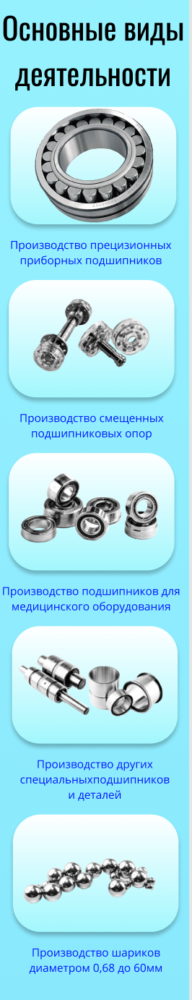 Основные виды
деятельности
Производство прецизионных
приборных подшипников
Производство смещенных
подшипниковых опор
Производство подшипников для
медицинского оборудования
Производство других
специальныхподшипников
и деталей
Производство шариков
диаметром 0,68 до 60мм